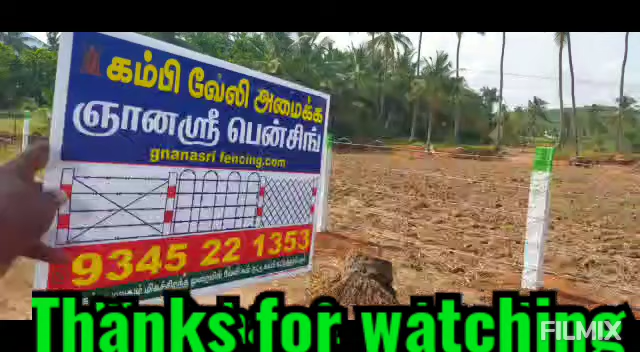 கம்பி வேலி அமைக்க
ஞானஸ்ரீ பென்சிங்
gnanasri fencing.com
9345 22 1353
Thanks for watching
FILMIX